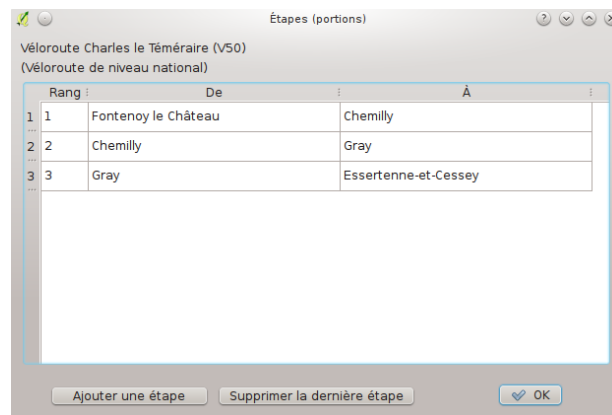 Étapes (portions)
Véloroute Charles le Téméraire (V50)
(Véloroute de niveau national)
Rang De À
1 1 Fontenoy le Château Chemilly
2 2 Chemilly Gray
3 3 Gray Essertenne-et-Cessey
Ajouter une étape Supprimer la dernière étape OK